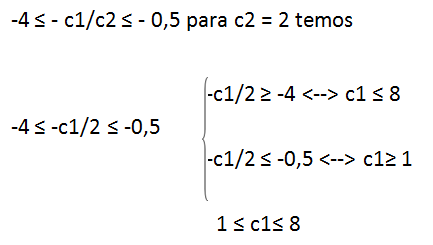 -4 ≤ - c1/c2 ≤ - 0,5 para c2 = 2 temos
-c1/2 ≥ -4 <--> c1 ≤ 8
-4 ≤ -c1/2 ≤ -0,5
-c1/2 ≤ -0,5 <--> c1≥ 1
1 ≤ c1≤ 8